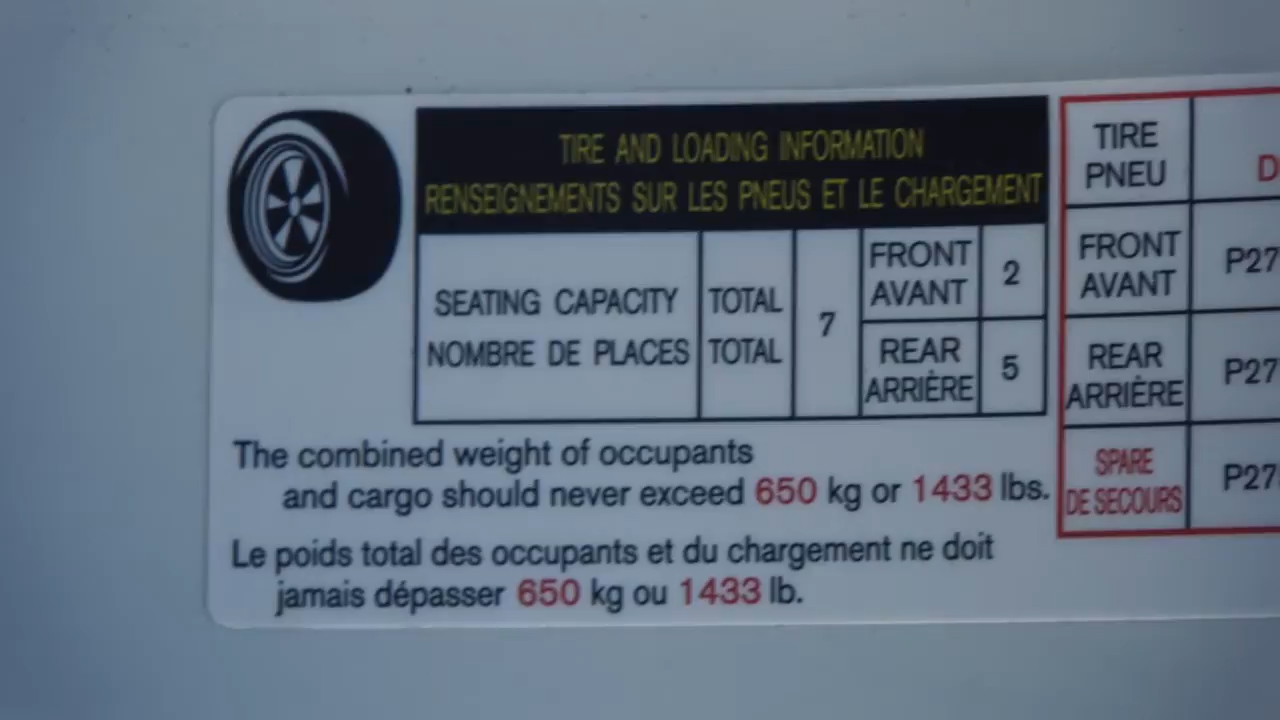 TIRE AND LOADING INFORMATION
RENSEIGNEMENTS SUR LES PNEUS ET LE CHARGEMENT
SEATING CAPACITY
NOMBRE DE PLACES
TOTAL
TOTAL
7
FRONT
AVANT
2
REAR
ARRIÈRE
5
The combined weight of occupants
and cargo should never exceed 650 kg or 1433 lbs.
Le poids total des occupants et du chargement ne doit
jamais dépasser 650 kg ou 1433 lb.
TIRE
PNEU
D
FRONT
AVANT
P27
REAR
ARRIÈRE
P27
SPARE
DE SECOURS
P27